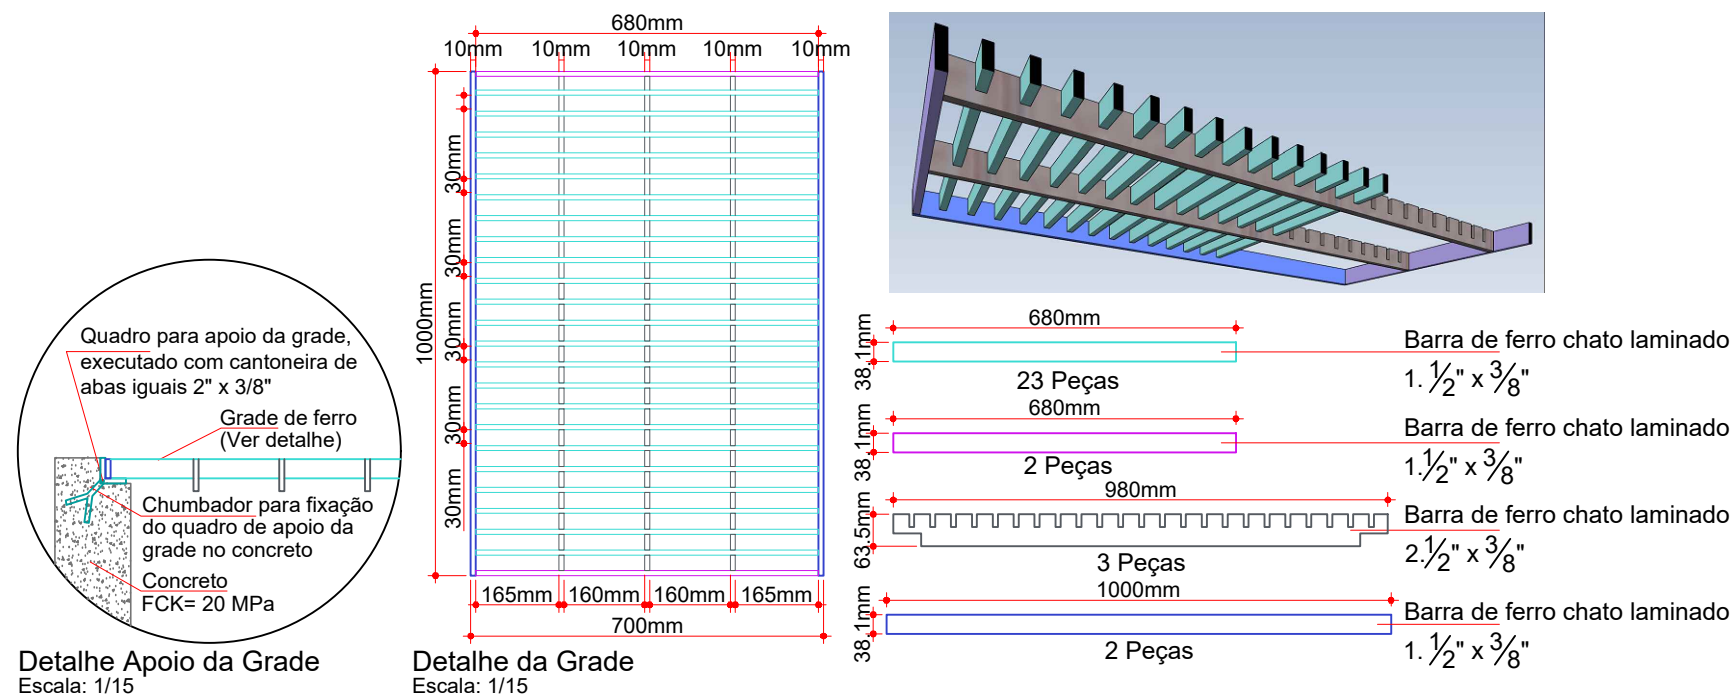 Quadro para apoio da grade,
executado com cantoneira de
abas iguais 2" x 3/8"
Grade de ferro
(Ver detalhe)
Chumbador para fixação
do quadro de apoio da
grade no concreto
Concreto
FCK= 20 MPa
Detalhe Apoio da Grade
Escala: 1/15
680mm
10mm 10mm 10mm 10mm 10mm
1000mm
30mm
30mm
30mm
30mm
30mm
165mm 160mm 160mm 165mm
700mm
Detalhe da Grade
Escala: 1/15
680mm
38,1mm
23 Peças
Barra de ferro chato laminado
1.1/2" x 3/8"
680mm
38,1mm
2 Peças
Barra de ferro chato laminado
1.1/2" x 3/8"
980mm
63.5mm
3 Peças
Barra de ferro chato laminado
2.1/2" x 3/8"
1000mm
38,1mm
2 Peças
Barra de ferro chato laminado
1.1/2" x 3/8"